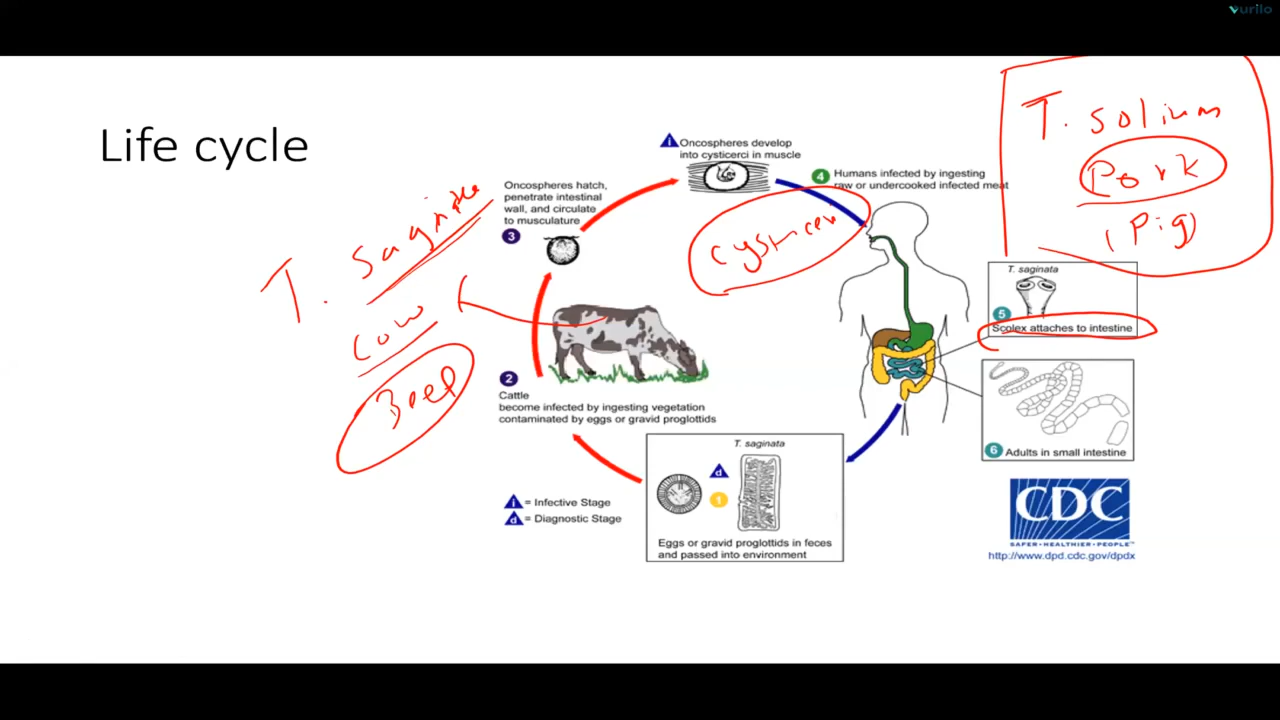 Vurilo
Life cycle
i Oncospheres develop
into cysticerci in muscle
4 Humans infected by ingesting
raw or undercooked infected meat
Oncospheres hatch,
penetrate intestinal
wall, and circulate
to musculature
3
T. solium
Pork
(Pig)
T.
Cow
Beef
T. saginata
5
Scolex attaches to intestine
2
Cattle
become infected by ingesting vegetation
contaminated by eggs or gravid proglottids
6 Adults in small intestine
T. saginata
d
1
Eggs or gravid proglottids in feces
and passed into environment
i = Infective Stage
d = Diagnostic Stage
CDC
SAFER • HEALTHIER • PEOPLE™
http://www.dpd.cdc.gov/dpdx